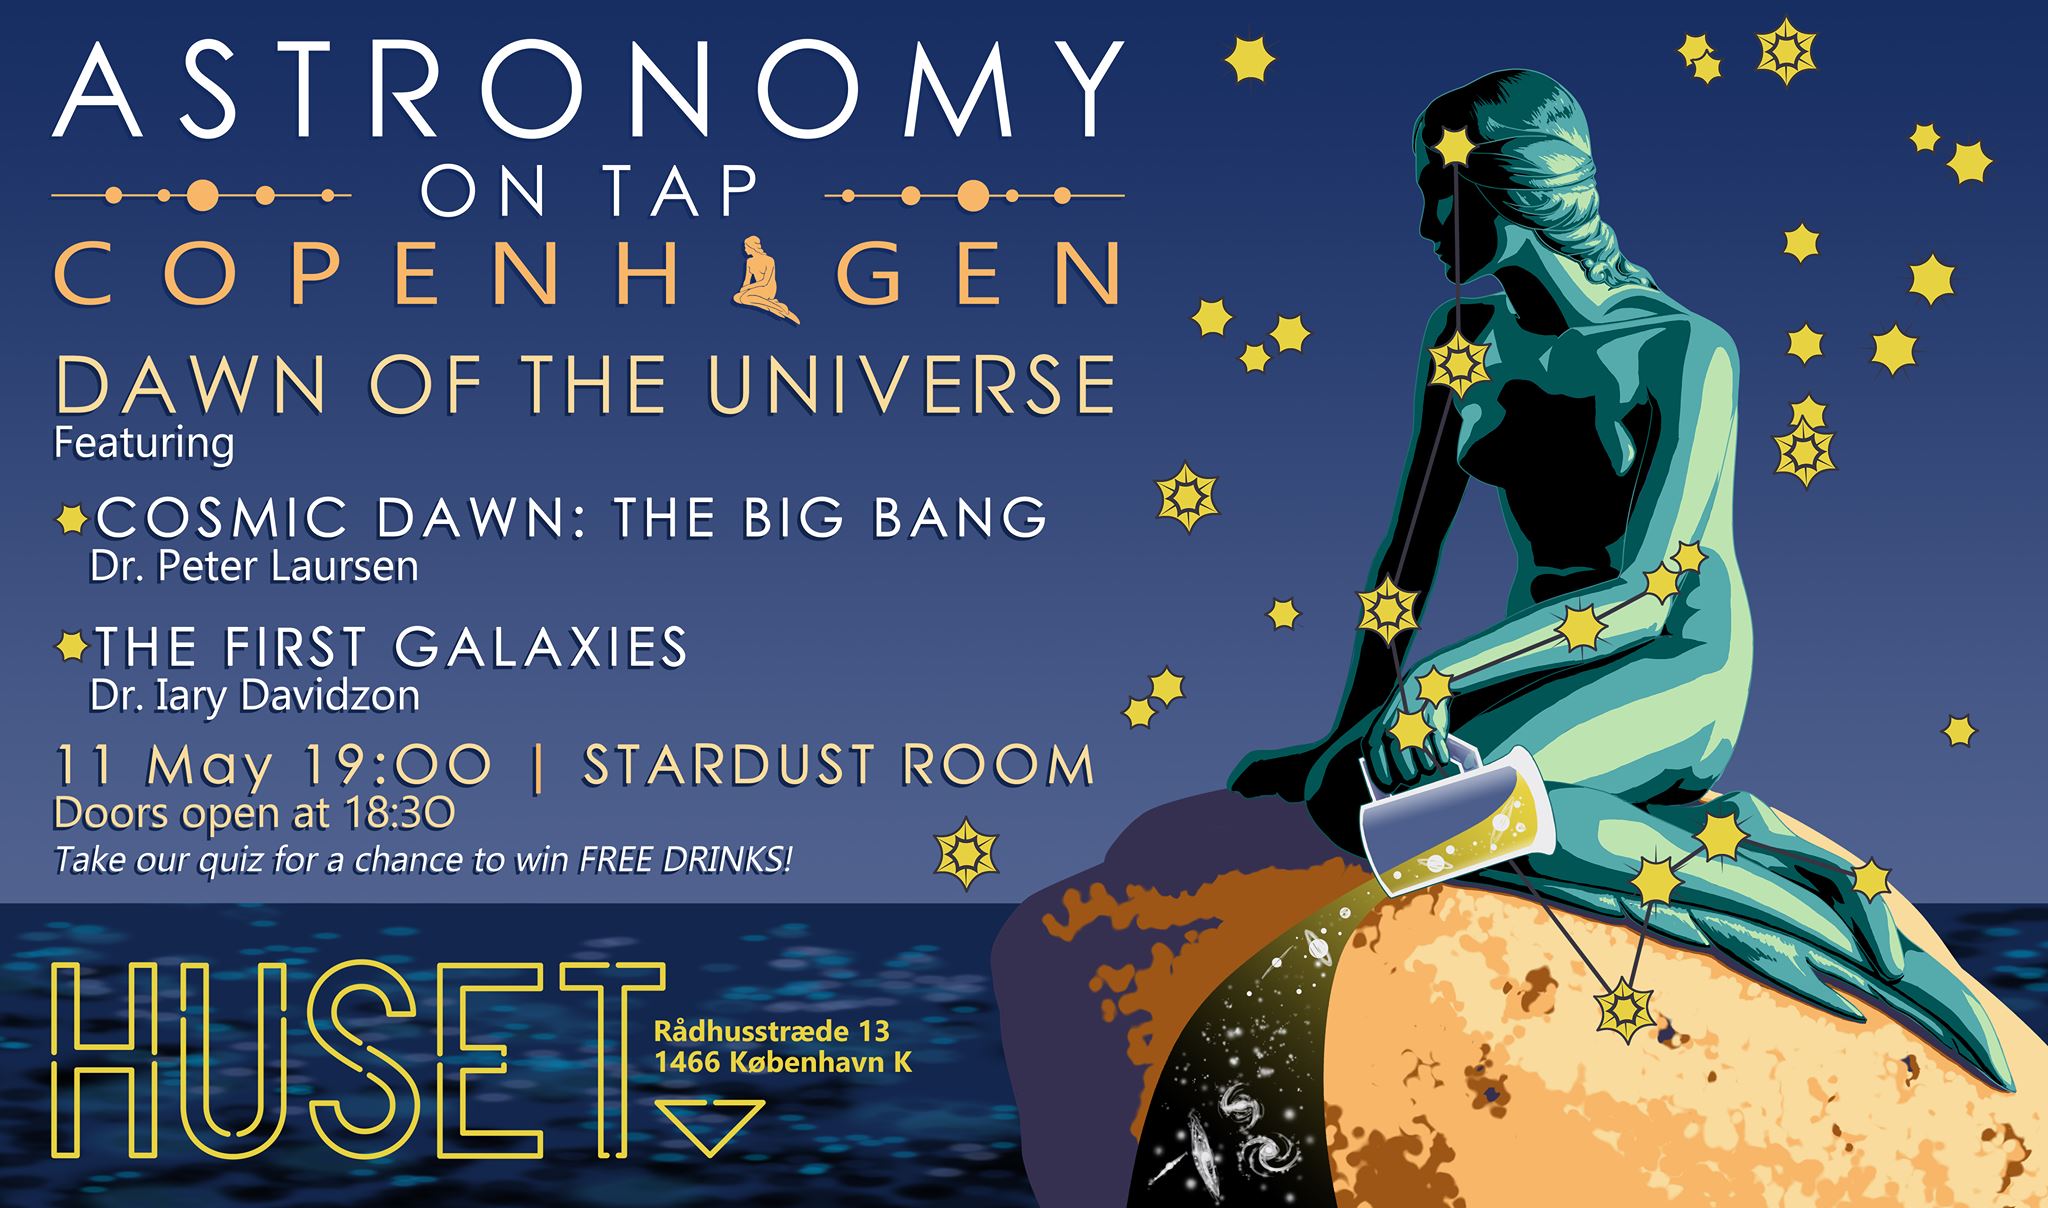 ASTRONOMY
ON TAP
COPENH GEN
DAWN OF THE UNIVERSE
Featuring
COSMIC DAWN: THE BIG BANG
Dr. Peter Laursen
THE FIRST GALAXIES
Dr. Iary Davidzon
11 May 19:00 | STARDUST ROOM
Doors open at 18:30
Take our quiz for a chance to win FREE DRINKS!
HUSET
Rådhusstræde 13
1466 København K